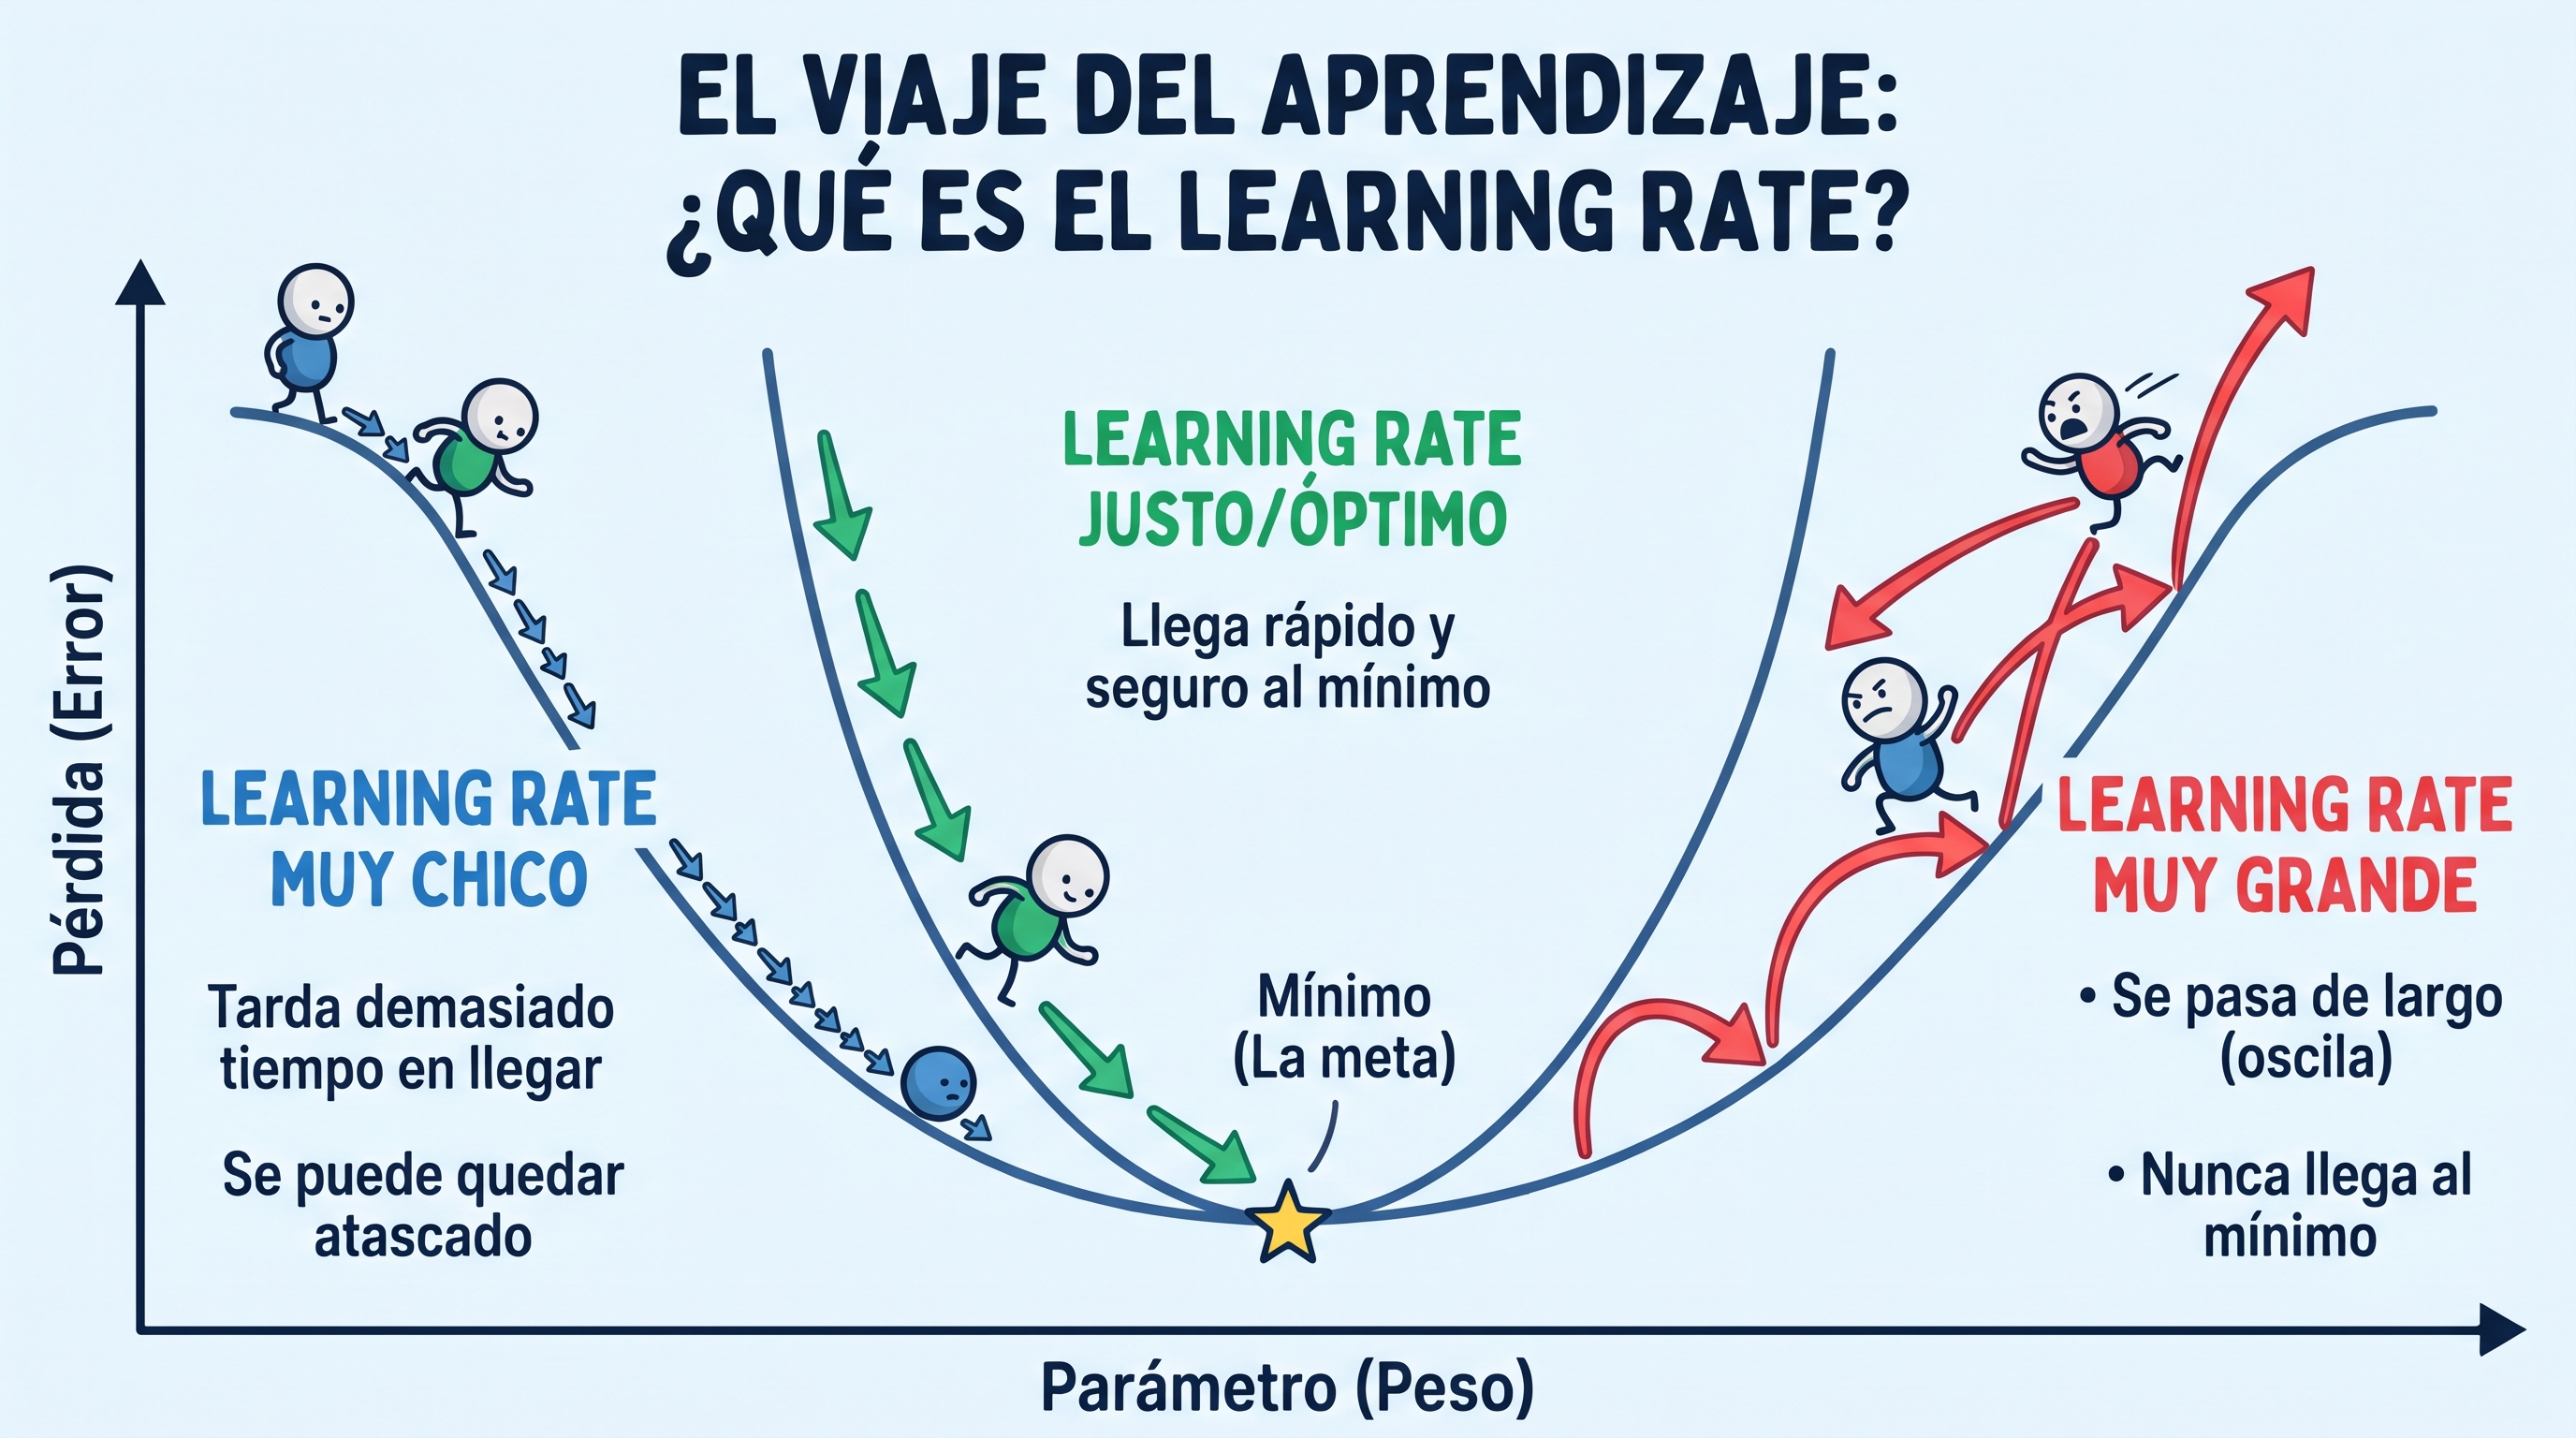 EL VIAJE DEL APRENDIZAJE:
¿QUÉ ES EL LEARNING RATE?
Pérdida (Error)
LEARNING RATE
MUY CHICO
Tarda demasiado
tiempo en llegar
Se puede quedar
atascado
LEARNING RATE
JUSTO/ÓPTIMO
Llega rápido y
seguro al mínimo
Mínimo
(La meta)
LEARNING RATE
MUY GRANDE
• Se pasa de largo
(oscila)
• Nunca llega al
mínimo
Parámetro (Peso)